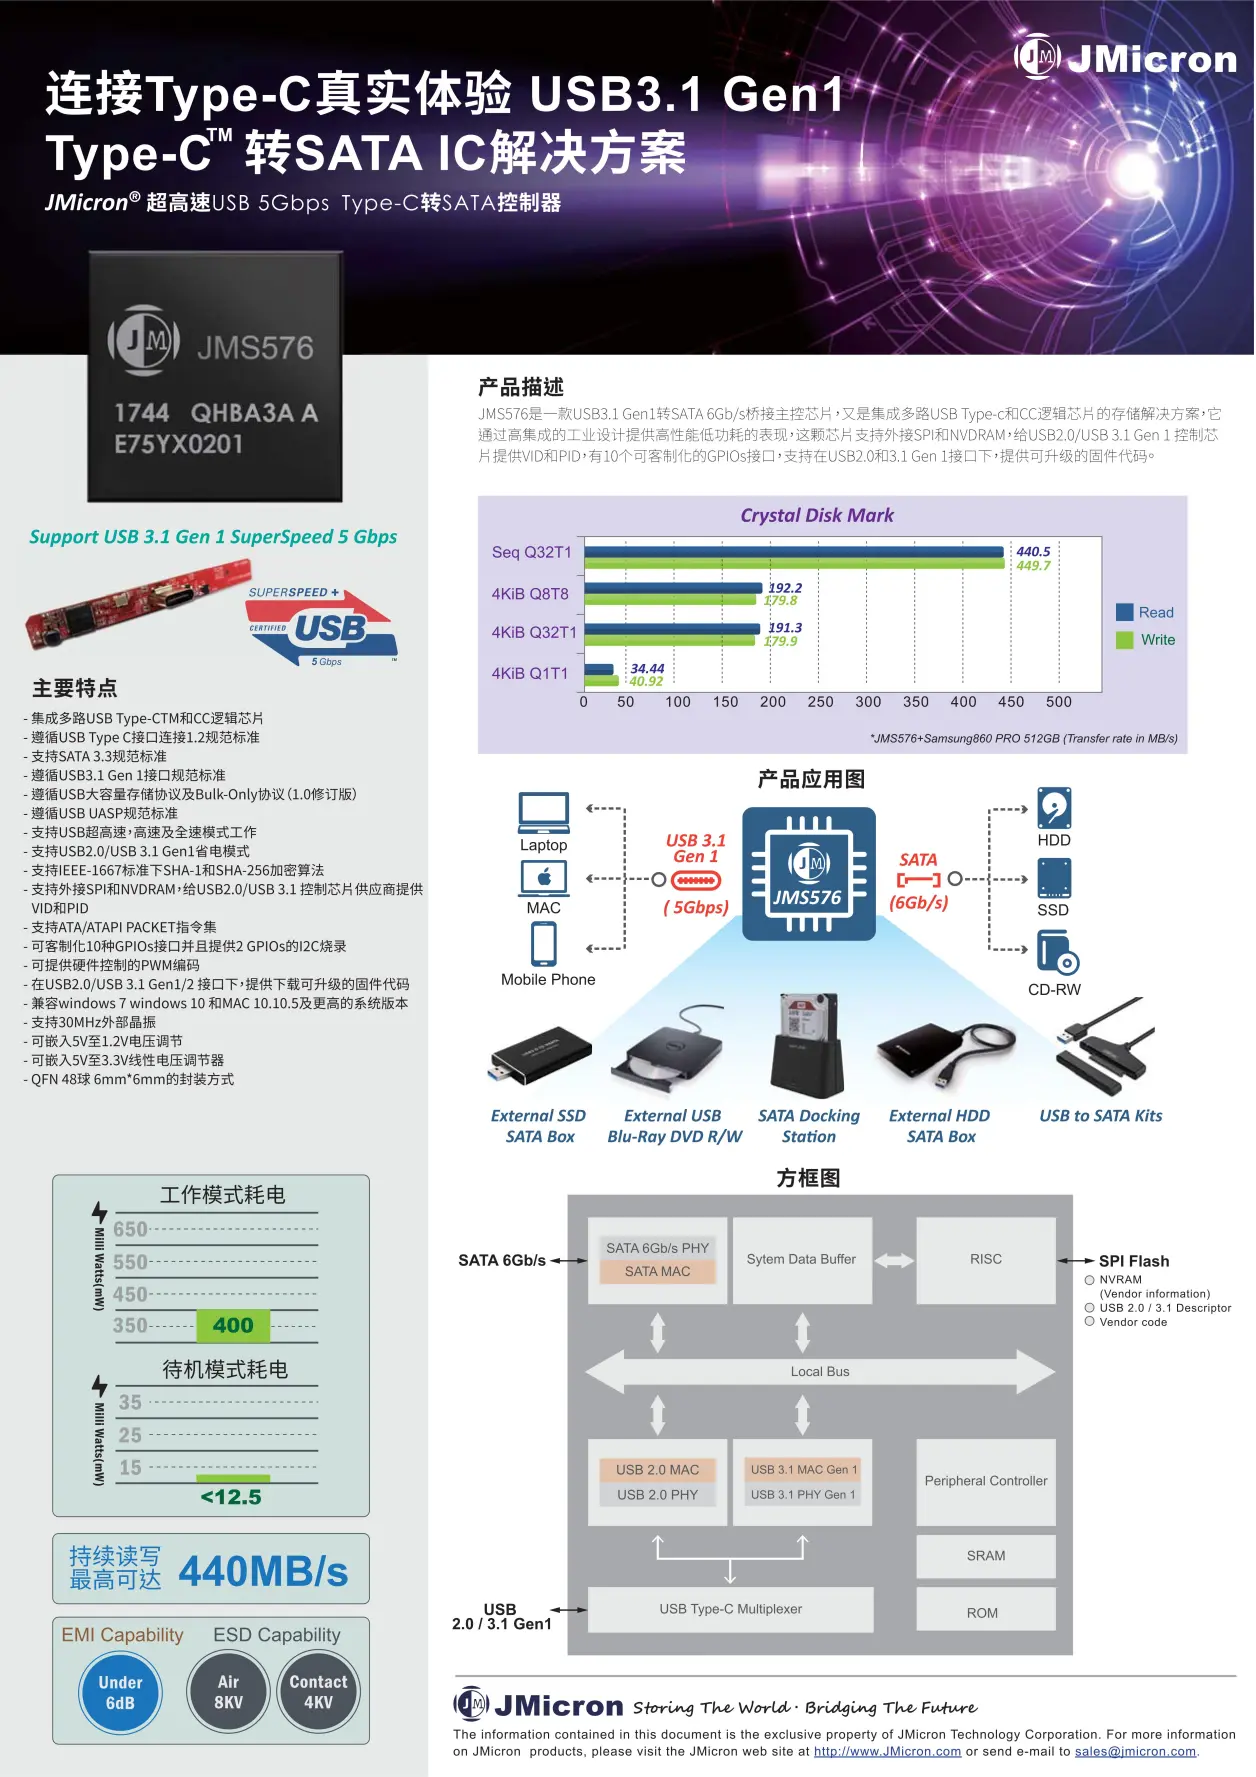 JMicron
连接Type-C真实体验 USB3.1 Gen1
Type-C™ 转SATA IC解决方案
JMicron® 超高速USB 5Gbps Type-C转SATA控制器
JM JMS576
1744 QHBA3A A
E75YX0201
Support USB 3.1 Gen 1 SuperSpeed 5 Gbps
SUPERSPEED +
CERTIFIED USB
5 Gbps
TM
主要特点
- 集成多路USB Type-CTM和CC逻辑芯片
- 遵循USB Type C接口连接1.2规范标准
- 支持SATA 3.3规范标准
- 遵循USB3.1 Gen 1接口规范标准
- 遵循USB大容量存储协议及Bulk-Only协议（1.0修订版）
- 遵循USB UASP规范标准
- 支持USB超高速，高速及全速模式工作
- 支持USB2.0/USB 3.1 Gen1省电模式
- 支持IEEE-1667标准下SHA-1和SHA-256加密算法
- 支持外接SPI和NVDRAM，给USB2.0/USB 3.1 控制芯片供应商提供
VID和PID
- 支持ATA/ATAPI PACKET指令集
- 可客制化10种GPIOs接口并且提供2 GPIOs的I2C烧录
- 可提供硬件控制的PWM编码
- 在USB2.0/USB 3.1 Gen1/2 接口下，提供下载可升级的固件代码
- 兼容windows 7 windows 10 和MAC 10.10.5及更高的系统版本
- 支持30MHz外部晶振
- 可嵌入5V至1.2V电压调节
- 可嵌入5V至3.3V线性电压调节器
- QFN 48球 6mm*6mm的封装方式
工作模式耗电
Milli Watts(mW)
650
550
450
350
400
待机模式耗电
Milli Watts(mW)
35
25
15
<12.5
持续读写
最高可达 440MB/s
EMI Capability ESD Capability
Under
6dB
Air
8KV
Contact
4KV
产品描述
JMS576是一款USB3.1 Gen1转SATA 6Gb/s桥接主控芯片，又是集成多路USB Type-c和CC逻辑芯片的存储解决方案，它
通过高集成的工业设计提供高性能低功耗的表现，这颗芯片支持外接SPI和NVDRAM，给USB2.0/USB 3.1 Gen 1 控制芯
片提供VID和PID，有10个可客制化的GPIOs接口，支持在USB2.0和3.1 Gen 1接口下，提供可升级的固件代码。
Crystal Disk Mark
Seq Q32T1 440.5
449.7
4KiB Q8T8 192.2
179.8
4KiB Q32T1 191.3
179.9
4KiB Q1T1 34.44
40.92
0 50 100 150 200 250 300 350 400 450 500
Read
Write
*JMS576+Samsung860 PRO 512GB (Transfer rate in MB/s)
产品应用图
Laptop
MAC
Mobile Phone
USB 3.1
Gen 1
( 5Gbps)
JM
JMS576
SATA
(6Gb/s)
HDD
SSD
CD-RW
External SSD
SATA Box
External USB
Blu-Ray DVD R/W
SATA Docking
Station
External HDD
SATA Box
USB to SATA Kits
方框图
SATA 6Gb/s
SATA 6Gb/s PHY
SATA MAC
Sytem Data Buffer
RISC
SPI Flash
NVRAM
(Vendor information)
USB 2.0 / 3.1 Descriptor
Vendor code
Local Bus
USB 2.0 MAC
USB 2.0 PHY
USB 3.1 MAC Gen 1
USB 3.1 PHY Gen 1
Peripheral Controller
SRAM
ROM
USB
2.0 / 3.1 Gen1
USB Type-C Multiplexer
JMicron Storing The World · Bridging The Future
The information contained in this document is the exclusive property of JMicron Technology Corporation. For more information
on JMicron products, please visit the JMicron web site at http://www.JMicron.com or send e-mail to sales@jmicron.com.